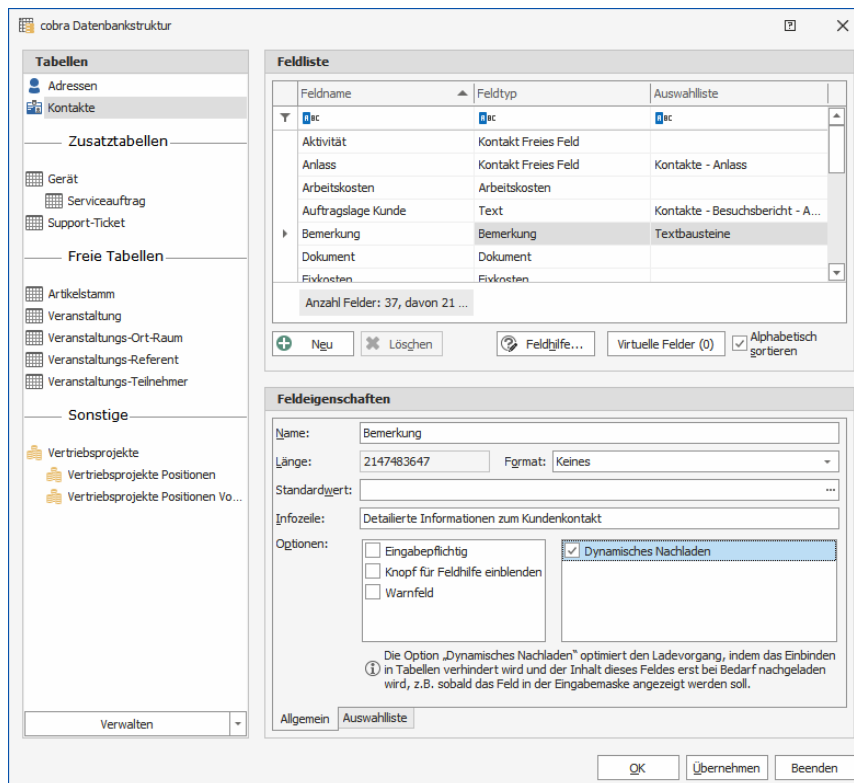 cobra Datenbankstruktur
Tabellen
Adressen
Kontakte
Zusatztabellen
Gerät
Serviceauftrag
Support-Ticket
Freie Tabellen
Artikelstamm
Veranstaltung
Veranstaltungs-Ort-Raum
Veranstaltungs-Referent
Veranstaltungs-Teilnehmer
Sonstige
Vertriebsprojekte
Vertriebsprojekte Positionen
Vertriebsprojekte Positionen Vo...
Verwalten
Feldliste
Feldname Feldtyp Auswahlliste
ABC ABC ABC
Aktivität Kontakt Freies Feld
Anlass Kontakt Freies Feld Kontakte - Anlass
Arbeitskosten Arbeitskosten
Auftragslage Kunde Text Kontakte - Besuchsbericht - A...
Bemerkung Bemerkung Textbausteine
Dokument Dokument
Fixkosten Fixkosten
Anzahl Felder: 37, davon 21 ...
Neu Löschen Feldhilfe... Virtuelle Felder (0) Alphabetisch
sortieren
Feldeigenschaften
Name: Bemerkung
Länge: 2147483647 Format: Keines
Standardwert: ...
Infozeile: Detailierte Informationen zum Kundenkontakt
Optionen: Eingabepflichtig Dynamisches Nachladen
Knopf für Feldhilfe einblenden
Warnfeld
Die Option „Dynamisches Nachladen“ optimiert den Ladevorgang, indem das Einbinden
in Tabellen verhindert wird und der Inhalt dieses Feldes erst bei Bedarf nachgeladen
wird, z.B. sobald das Feld in der Eingabemaske angezeigt werden soll.
Allgemein Auswahlliste
OK Übernehmen Beenden